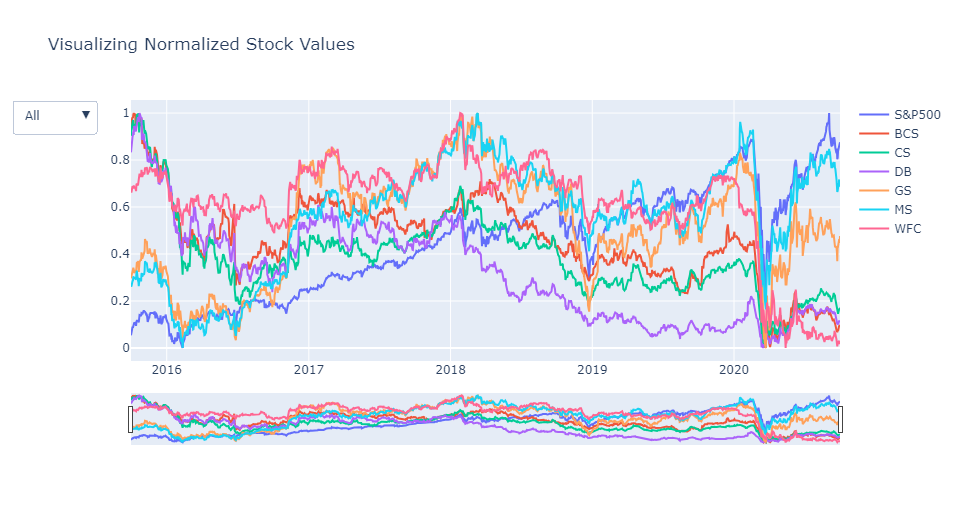 Visualizing Normalized Stock Values
All ▼
1
0.8
0.6
0.4
0.2
0
2016 2017 2018 2019 2020
S&P500
BCS
CS
DB
GS
MS
WFC